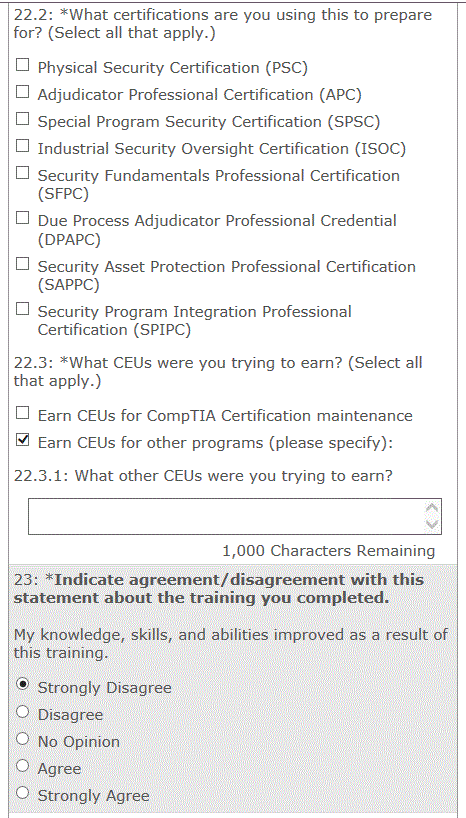 22.2: *What certifications are you using this to prepare
for? (Select all that apply.)
Physical Security Certification (PSC)
Adjudicator Professional Certification (APC)
Special Program Security Certification (SPSC)
Industrial Security Oversight Certification (ISOC)
Security Fundamentals Professional Certification
(SFPC)
Due Process Adjudicator Professional Credential
(DPAPC)
Security Asset Protection Professional Certification
(SAPPC)
Security Program Integration Professional
Certification (SPIPC)
22.3: *What CEUs were you trying to earn? (Select all
that apply.)
Earn CEUs for CompTIA Certification maintenance
Earn CEUs for other programs (please specify):
22.3.1: What other CEUs were you trying to earn?
1,000 Characters Remaining
23: *Indicate agreement/disagreement with this
statement about the training you completed.
My knowledge, skills, and abilities improved as a result of
this training.
Strongly Disagree
Disagree
No Opinion
Agree
Strongly Agree